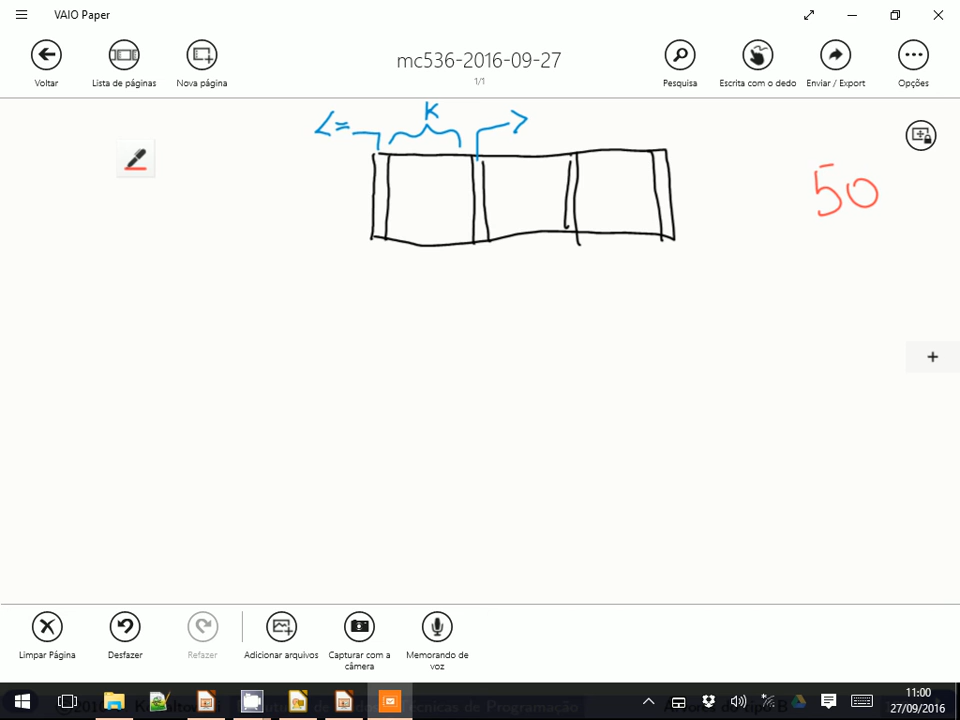 VAIO Paper
Voltar
Lista de páginas
Nova página
mc536-2016-09-27
1/1
Pesquisa
Escrita com o dedo
Enviar / Export
Opções
<=
K
>
50
Limpar Página
Desfazer
Refazer
Adicionar arquivos
Capturar com a
câmera
Memorando de
voz
11:00
27/09/2016